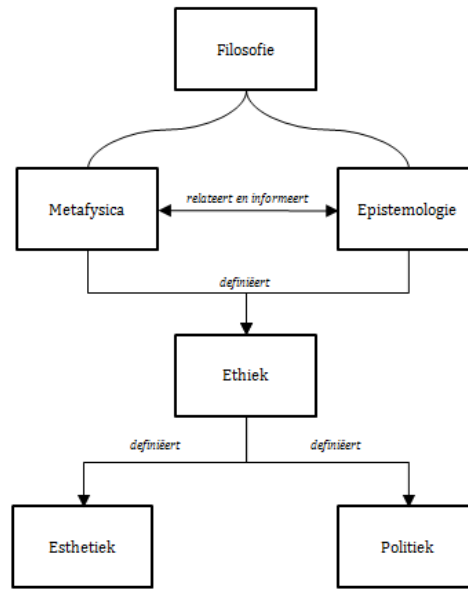 Filosofie
Metafysica
relateert en informeert
Epistemologie
definiëert
Ethiek
definiëert
definiëert
Esthetiek
Politiek